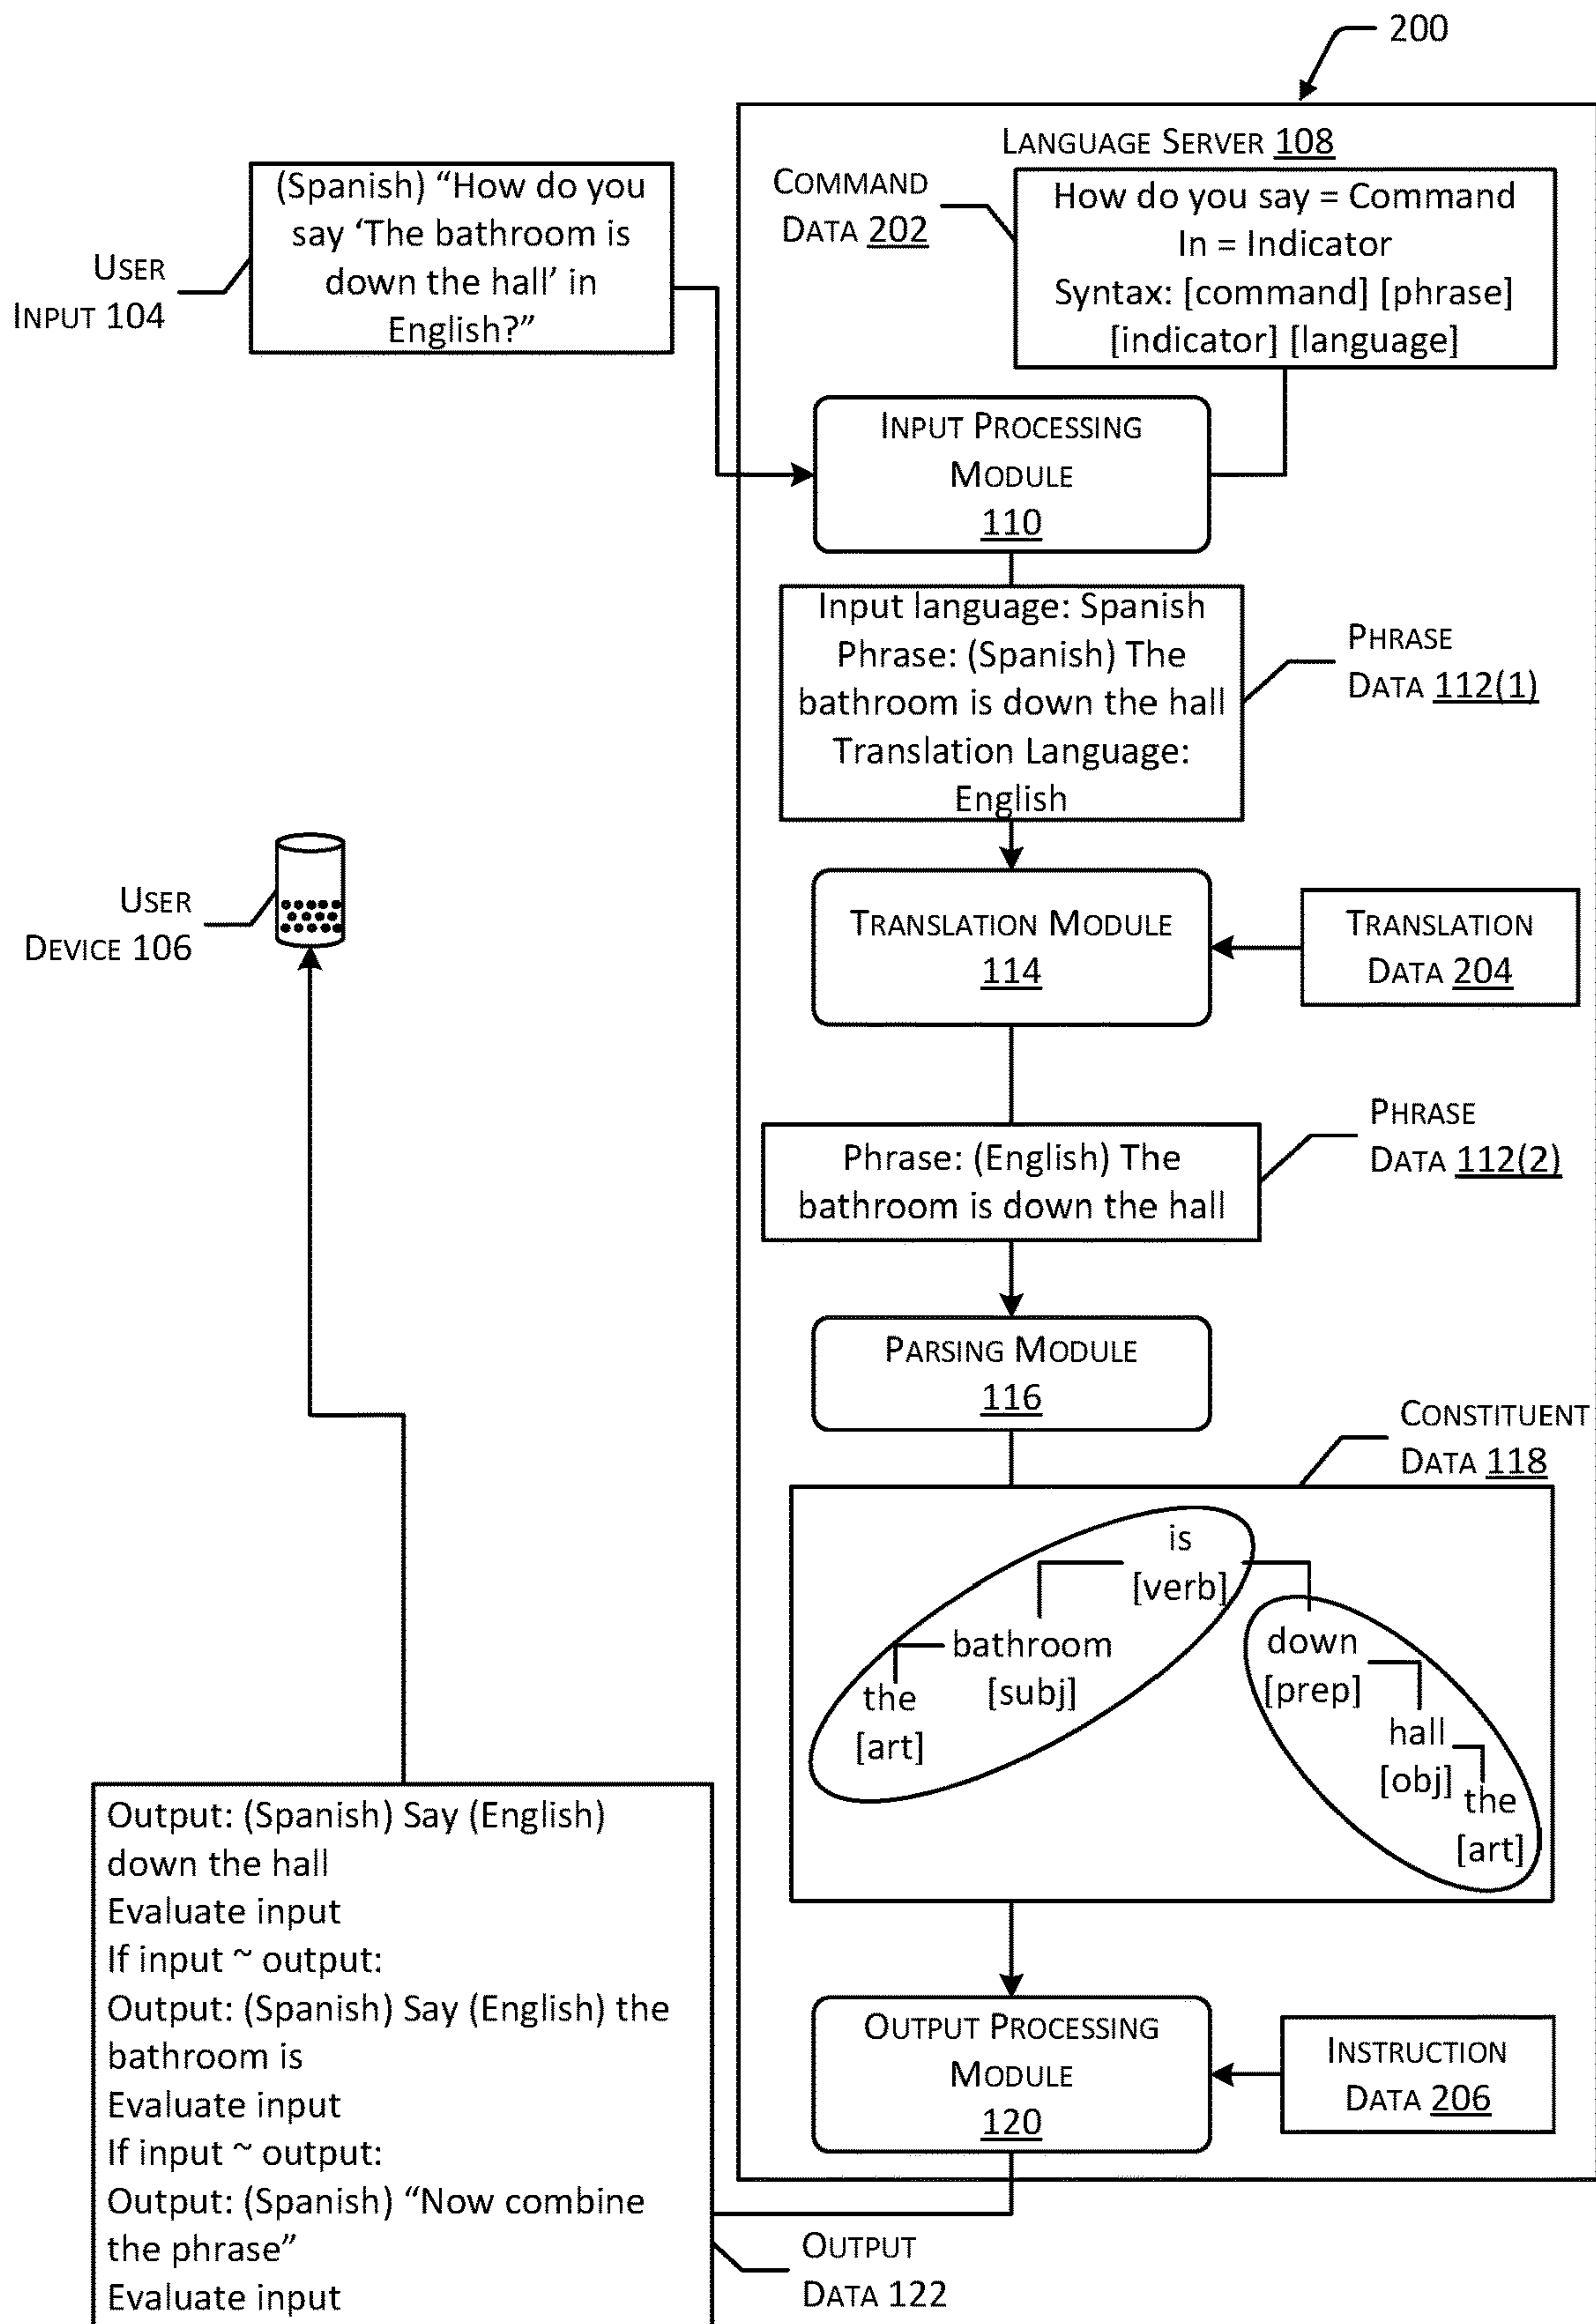 200
LANGUAGE SERVER 108
(Spanish) “How do you
say ‘The bathroom is
down the hall’ in
English?”
USER
INPUT 104
COMMAND
DATA 202
How do you say = Command
In = Indicator
Syntax: [command] [phrase]
[indicator] [language]
INPUT PROCESSING
MODULE
110
Input language: Spanish
Phrase: (Spanish) The
bathroom is down the hall
Translation Language:
English
PHRASE
DATA 112(1)
USER
DEVICE 106
TRANSLATION MODULE
114
TRANSLATION
DATA 204
Phrase: (English) The
bathroom is down the hall
PHRASE
DATA 112(2)
PARSING MODULE
116
CONSTITUENT
DATA 118
is
[verb]
bathroom
[subj]
the
[art]
down
[prep]
hall
[obj]
the
[art]
OUTPUT PROCESSING
MODULE
120
INSTRUCTION
DATA 206
Output: (Spanish) Say (English)
down the hall
Evaluate input
If input ~ output:
Output: (Spanish) Say (English) the
bathroom is
Evaluate input
If input ~ output:
Output: (Spanish) “Now combine
the phrase”
Evaluate input
OUTPUT
DATA 122